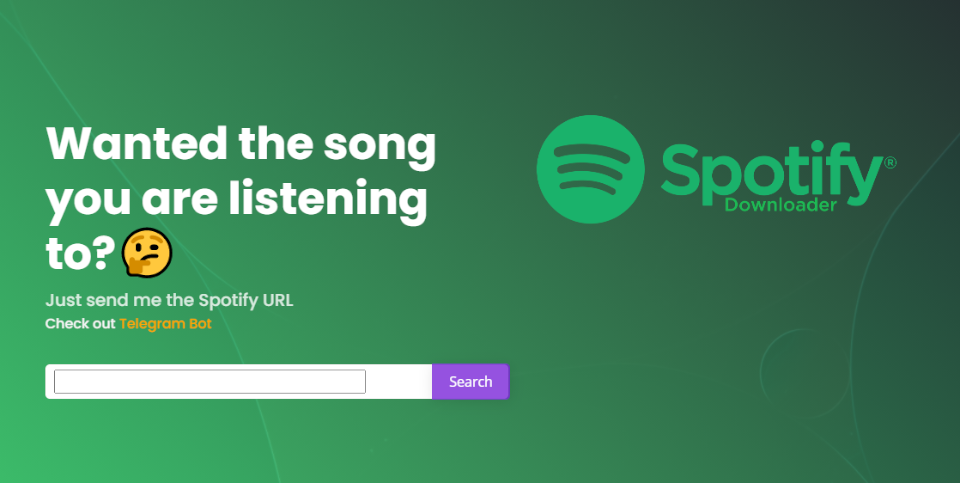 Wanted the song
you are listening
to?🤔
Just send me the Spotify URL
Check out Telegram Bot
Search
Spotify®
Downloader